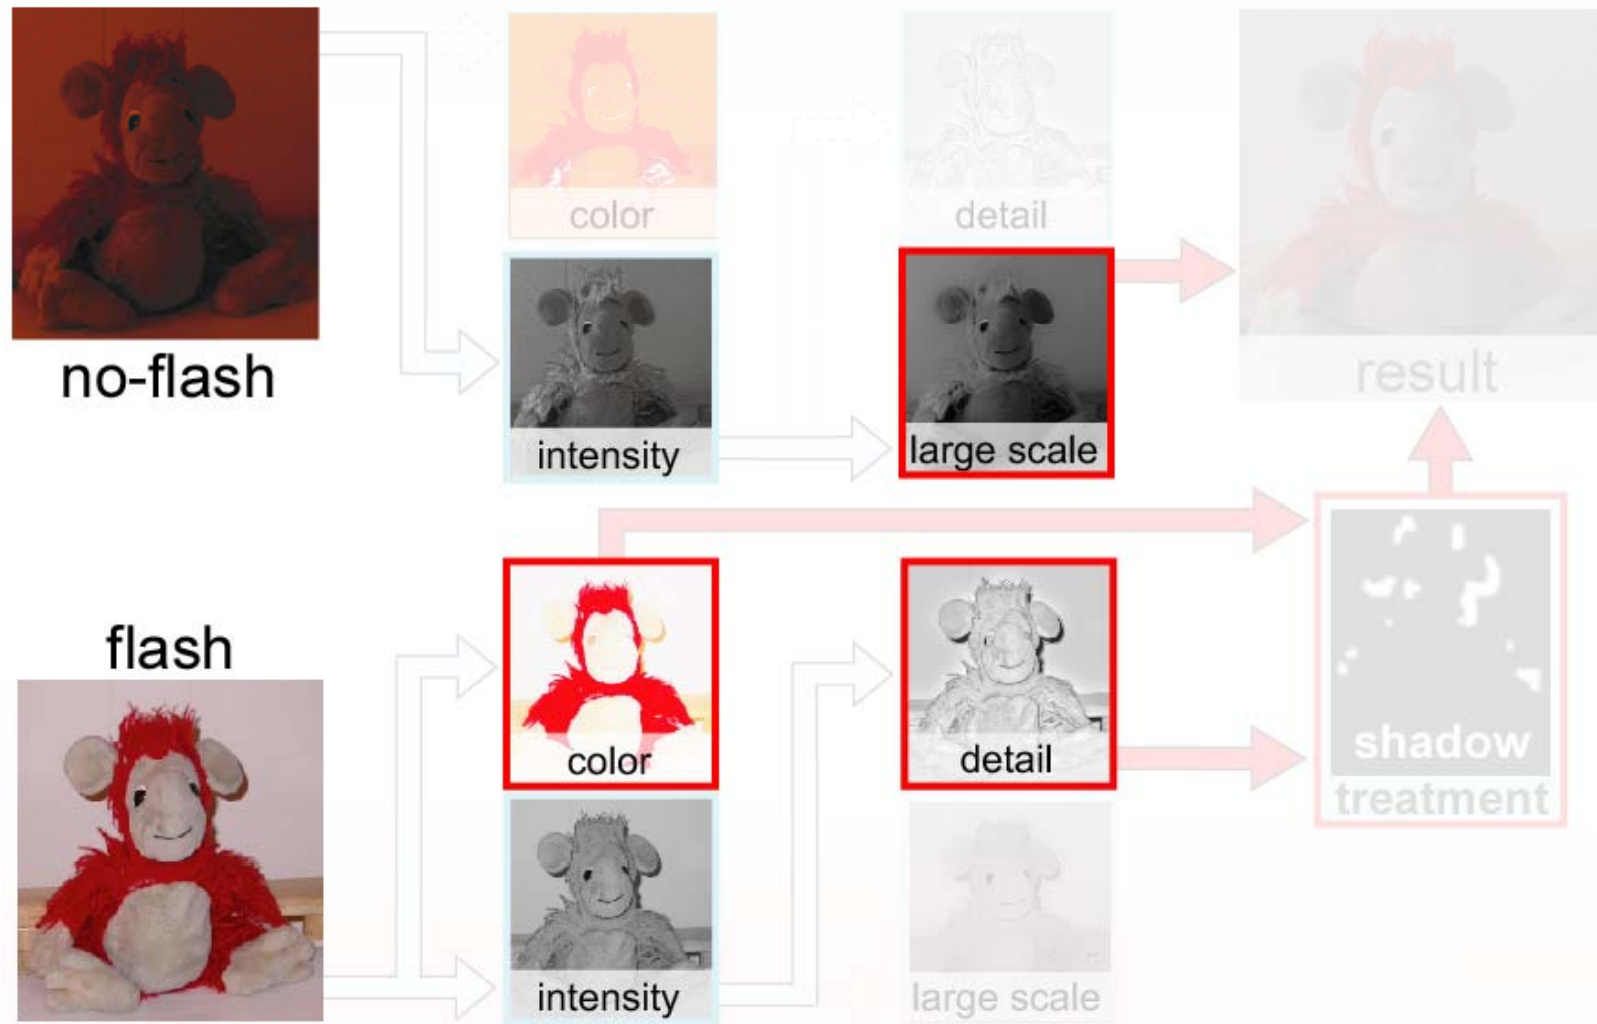 color
detail
no-flash
intensity
large scale
result
flash
color
detail
shadow
treatment
intensity
large scale